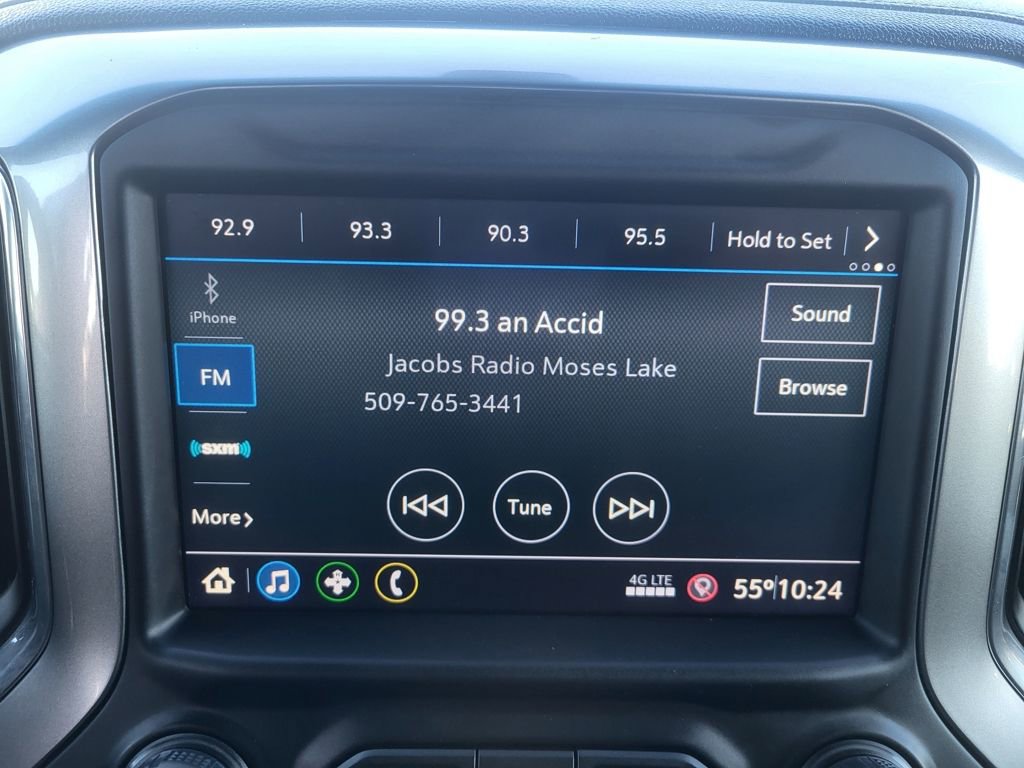 92.9 93.3 90.3 95.5 Hold to Set
iPhone
99.3 an Accid
Sound
Jacobs Radio Moses Lake
FM
Browse
509-765-3441
sxm
More
Tune
4G LTE
55° 10:24